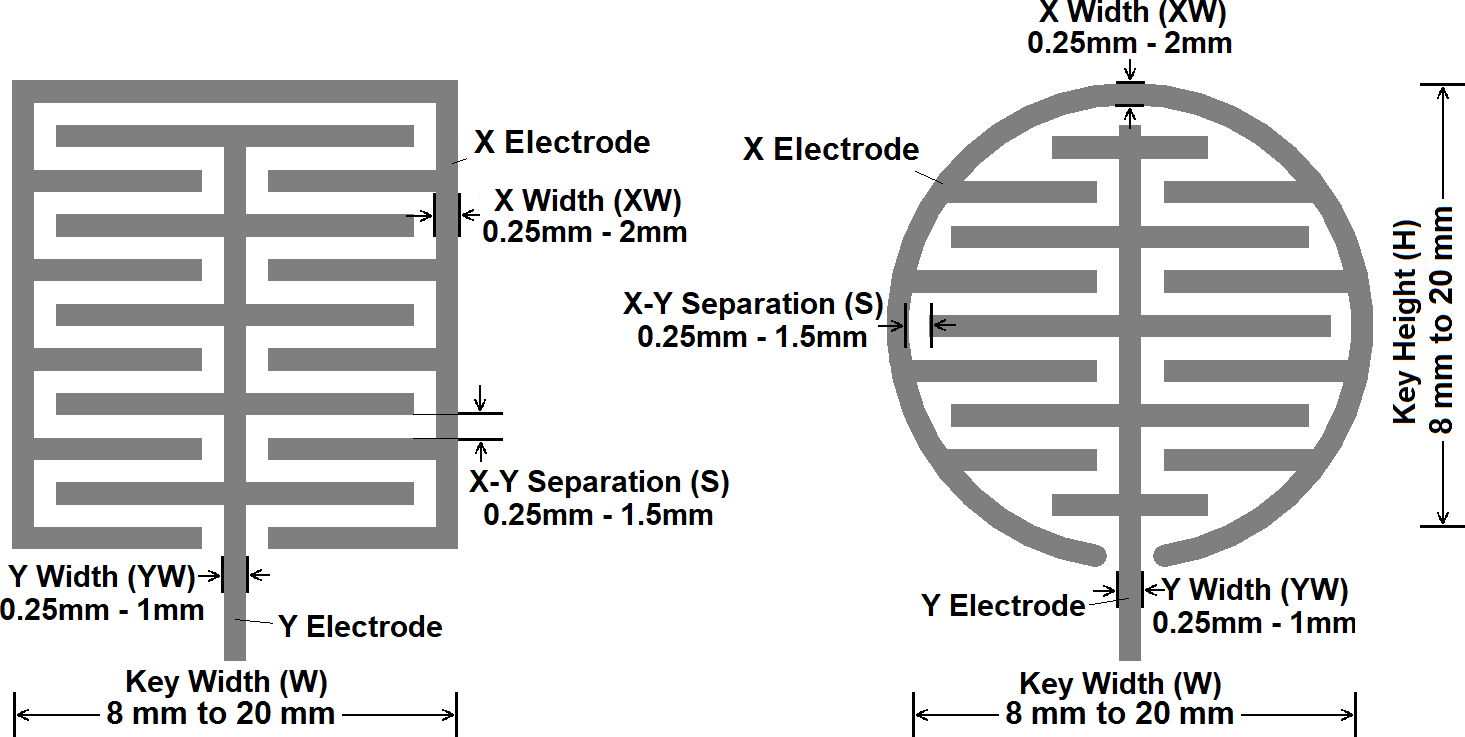 X Electrode
X Width (XW)
0.25mm - 2mm
X-Y Separation (S)
0.25mm - 1.5mm
Y Width (YW)
0.25mm - 1mm
Y Electrode
Key Width (W)
8 mm to 20 mm
X Width (XW)
0.25mm - 2mm
X Electrode
X-Y Separation (S)
0.25mm - 1.5mm
Key Height (H)
8 mm to 20 mm
Y Electrode
Y Width (YW)
0.25mm - 1mm
Key Width (W)
8 mm to 20 mm